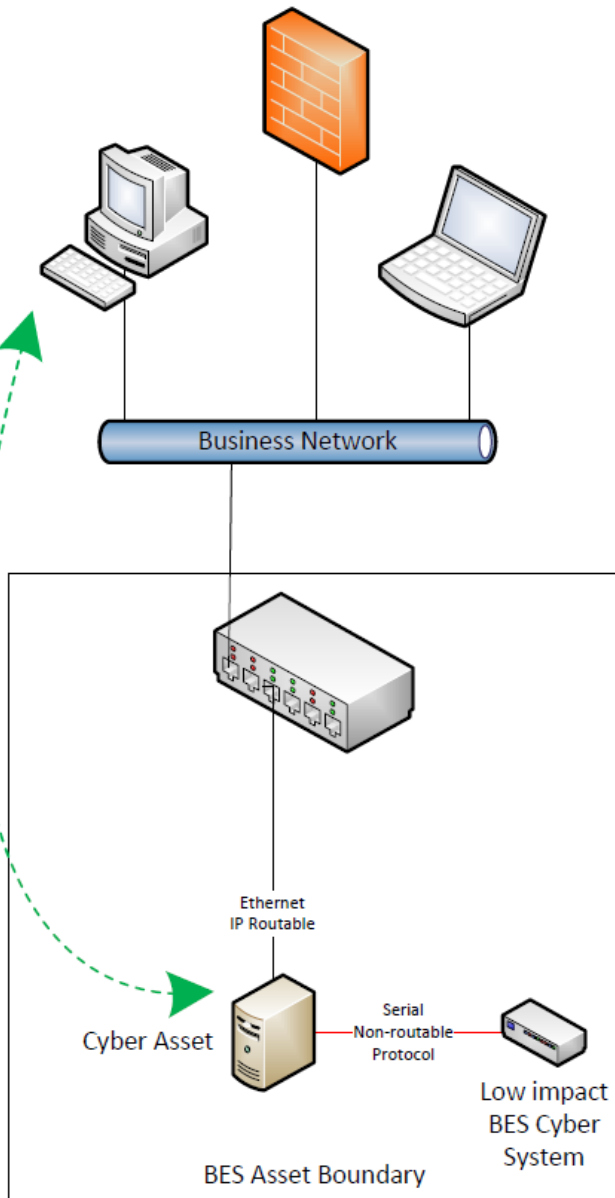 Business Network
Ethernet
IP Routable
Cyber Asset
Serial
Non-routable
Protocol
Low impact
BES Cyber
System
BES Asset Boundary